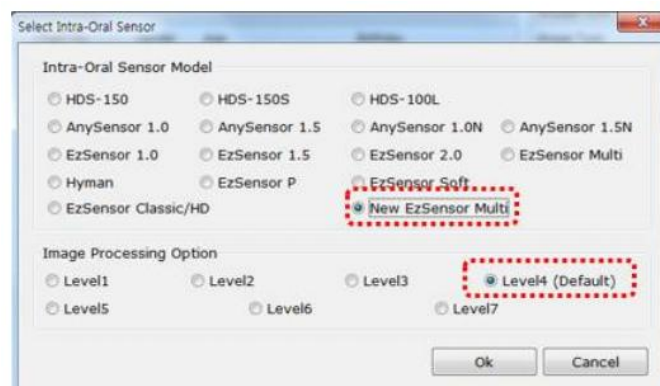 Select Intra-Oral Sensor
Intra-Oral Sensor Model
HDS-150 HDS-150S HDS-100L
AnySensor 1.0 AnySensor 1.5 AnySensor 1.0N AnySensor 1.5N
EzSensor 1.0 EzSensor 1.5 EzSensor 2.0 EzSensor Multi
Hyman EzSensor P EzSensor Soft
EzSensor Classic/HD New EzSensor Multi
Image Processing Option
Level1 Level2 Level3 Level4 (Default)
Level5 Level6 Level7
Ok Cancel